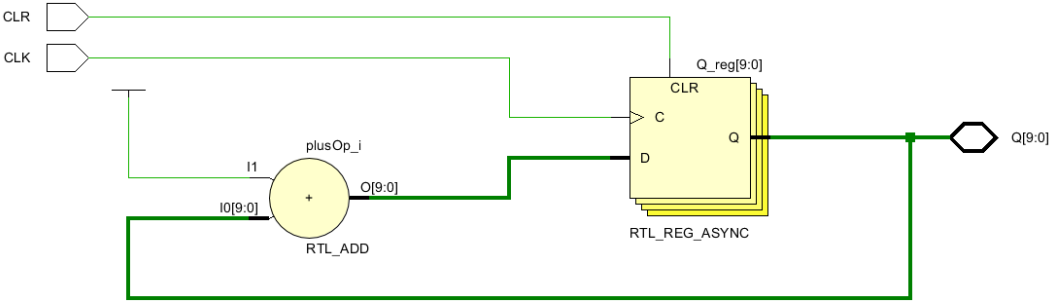 CLR
CLK
Q_reg[9:0]
CLR
C
Q
D
Q[9:0]
RTL_REG_ASYNC
plusOp_i
I1
I0[9:0]
+
O[9:0]
RTL_ADD